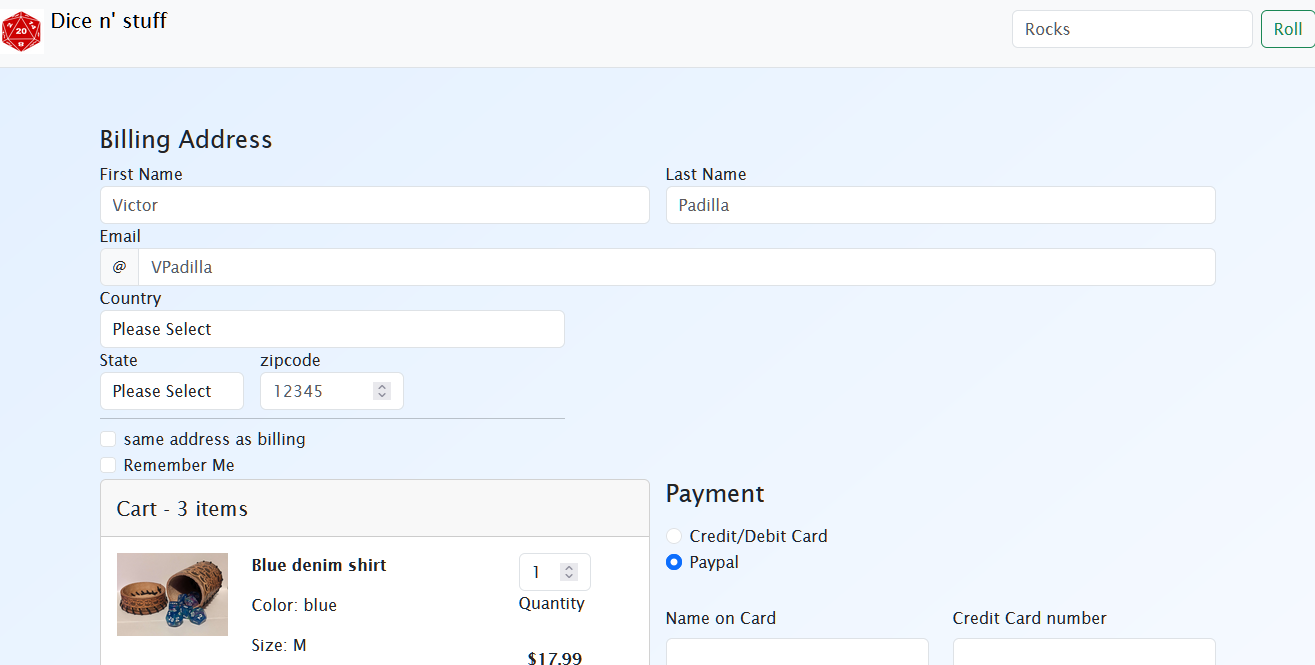 20
Dice n' stuff
Rocks
Roll
Billing Address
First Name
Last Name
Victor
Padilla
Email
@
VPadilla
Country
Please Select
State
zipcode
Please Select
12345
same address as billing
Remember Me
Cart - 3 items
Payment
Credit/Debit Card
Paypal
Blue denim shirt
1
Quantity
Color: blue
Size: M
$17.99
Name on Card
Credit Card number